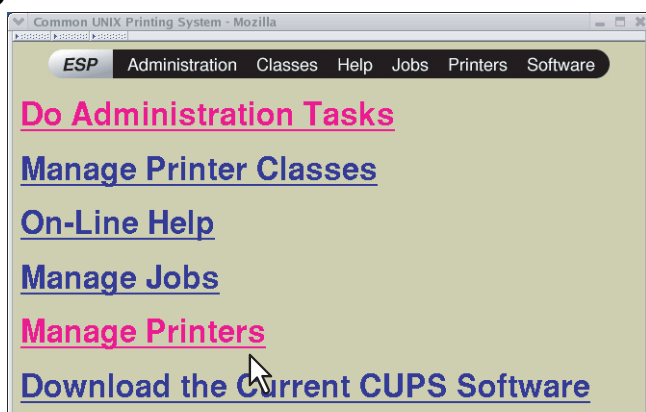 Common UNIX Printing System - Mozilla
ESP Administration Classes Help Jobs Printers Software
Do Administration Tasks
Manage Printer Classes
On-Line Help
Manage Jobs
Manage Printers
Download the Current CUPS Software